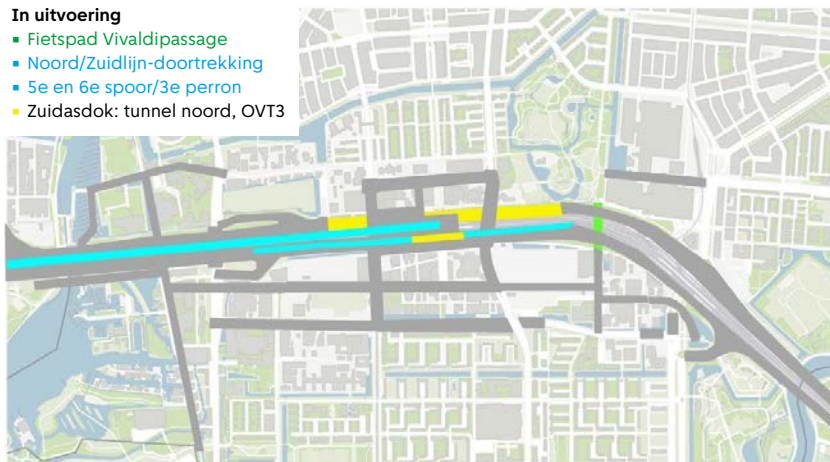 In uitvoering
▪ Fietspad Vivaldipassage
▪ Noord/Zuidlijn-doortrekking
▪ 5e en 6e spoor/3e perron
▪ Zuidasdok: tunnel noord, OVT3